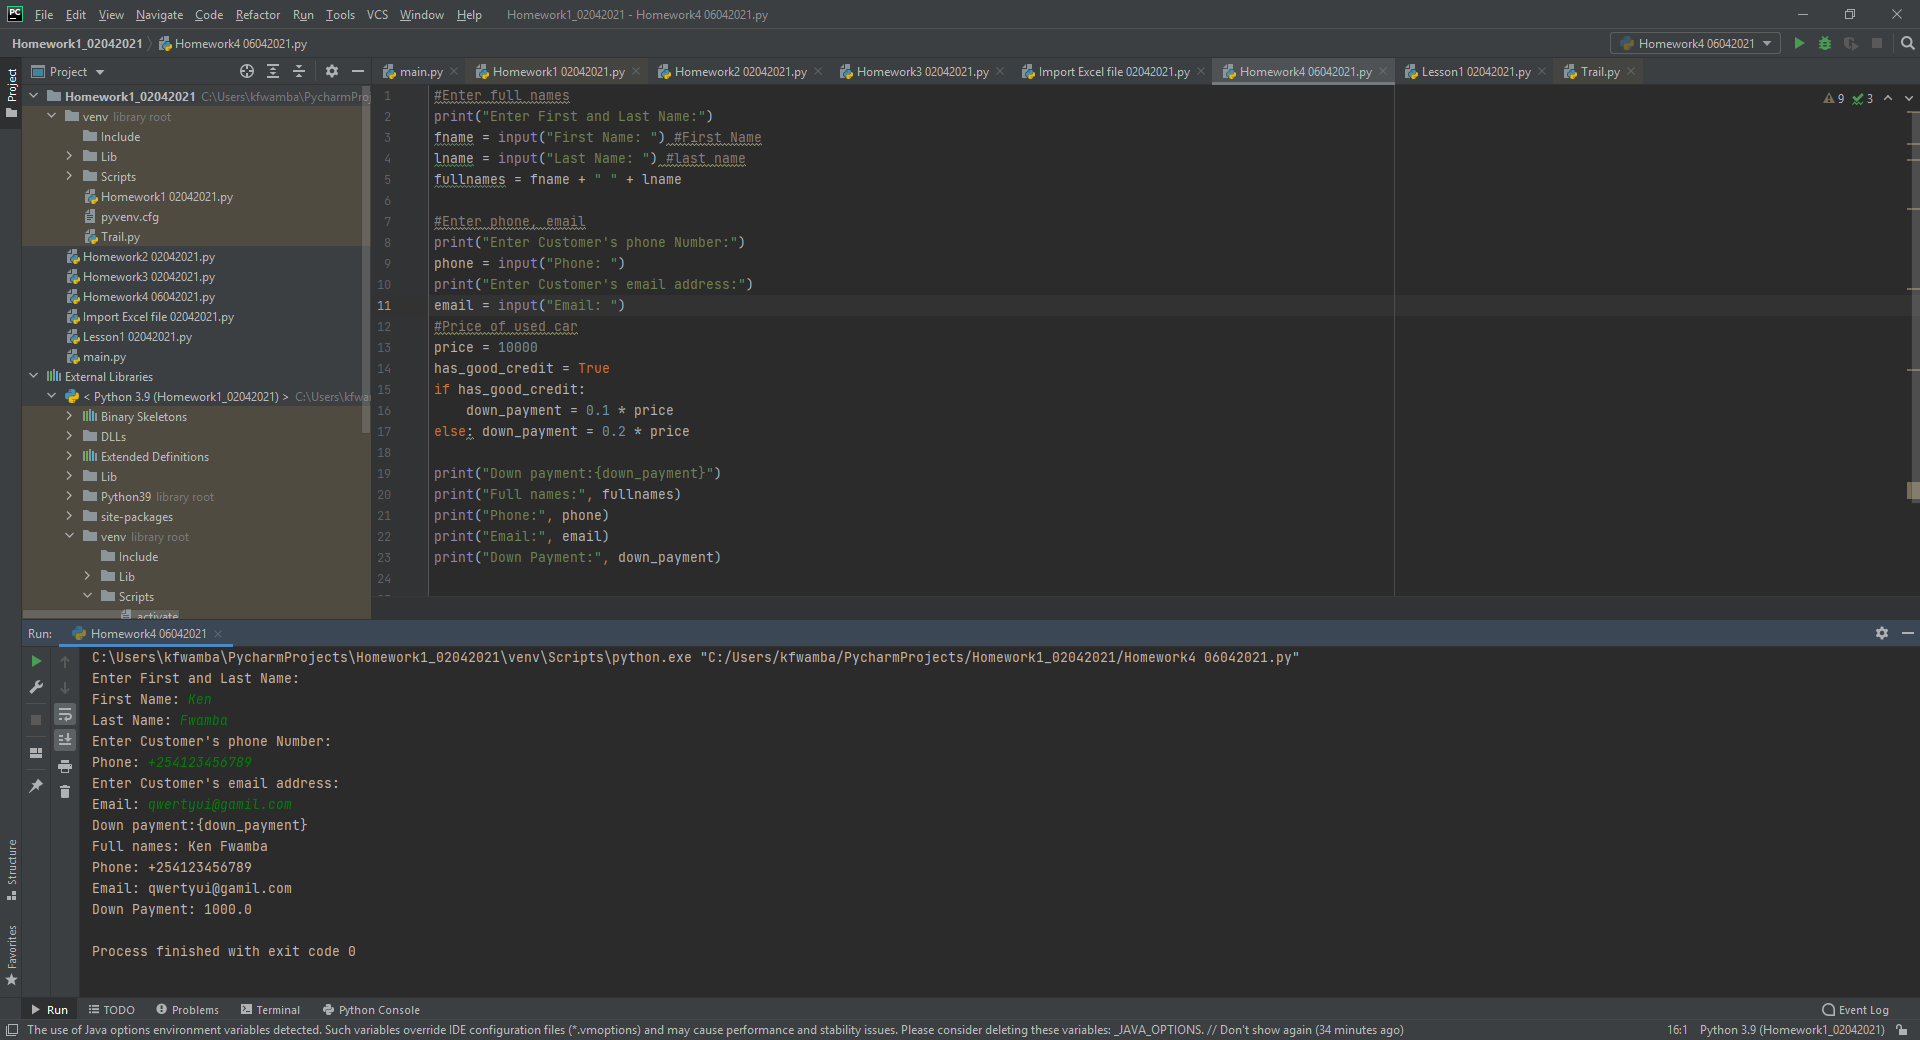 PC File Edit View Navigate Code Refactor Run Tools VCS Window Help Homework1_02042021 - Homework4 06042021.py
Homework1_02042021 Homework4 06042021.py
Homework4 06042021
Project
main.py Homework1 02042021.py Homework2 02042021.py Homework3 02042021.py Import Excel file 02042021.py Homework4 06042021.py Lesson1 02042021.py Trail.py
Project
Homework1_02042021 C:\Users\kfwamba\PycharmProj
venv library root
Include
Lib
Scripts
Homework1 02042021.py
pyvenv.cfg
Trail.py
Homework2 02042021.py
Homework3 02042021.py
Homework4 06042021.py
Import Excel file 02042021.py
Lesson1 02042021.py
main.py
External Libraries
< Python 3.9 (Homework1_02042021) > C:\Users\kfwa
Binary Skeletons
DLLs
Extended Definitions
Lib
Python39 library root
site-packages
venv library root
Include
Lib
Scripts
activate
9 3
1 #Enter full names
2 print("Enter First and Last Name:")
3 fname = input("First Name: ") #First Name
4 lname = input("Last Name: ") #last name
5 fullnames = fname + " " + lname
6
7 #Enter phone, email
8 print("Enter Customer's phone Number:")
9 phone = input("Phone: ")
10 print("Enter Customer's email address:")
11 email = input("Email: ")
12 #Price of used car
13 price = 10000
14 has_good_credit = True
15 if has_good_credit:
16 down_payment = 0.1 * price
17 else: down_payment = 0.2 * price
18
19 print("Down payment:{down_payment}")
20 print("Full names:", fullnames)
21 print("Phone:", phone)
22 print("Email:", email)
23 print("Down Payment:", down_payment)
24
Run: Homework4 06042021
C:\Users\kfwamba\PycharmProjects\Homework1_02042021\venv\Scripts\python.exe "C:/Users/kfwamba/PycharmProjects/Homework1_02042021/Homework4 06042021.py"
Enter First and Last Name:
First Name: Ken
Last Name: Fwamba
Enter Customer's phone Number:
Phone: +254123456789
Enter Customer's email address:
Email: qwertyui@gamil.com
Down payment:{down_payment}
Full names: Ken Fwamba
Phone: +254123456789
Email: qwertyui@gamil.com
Down Payment: 1000.0
Process finished with exit code 0
Structure
Favorites
Run TODO Problems Terminal Python Console Event Log
The use of Java options environment variables detected. Such variables override IDE configuration files (*.vmoptions) and may cause performance and stability issues. Please consider deleting these variables: _JAVA_OPTIONS. // Don't show again (34 minutes ago) 16:1 Python 3.9 (Homework1_02042021)